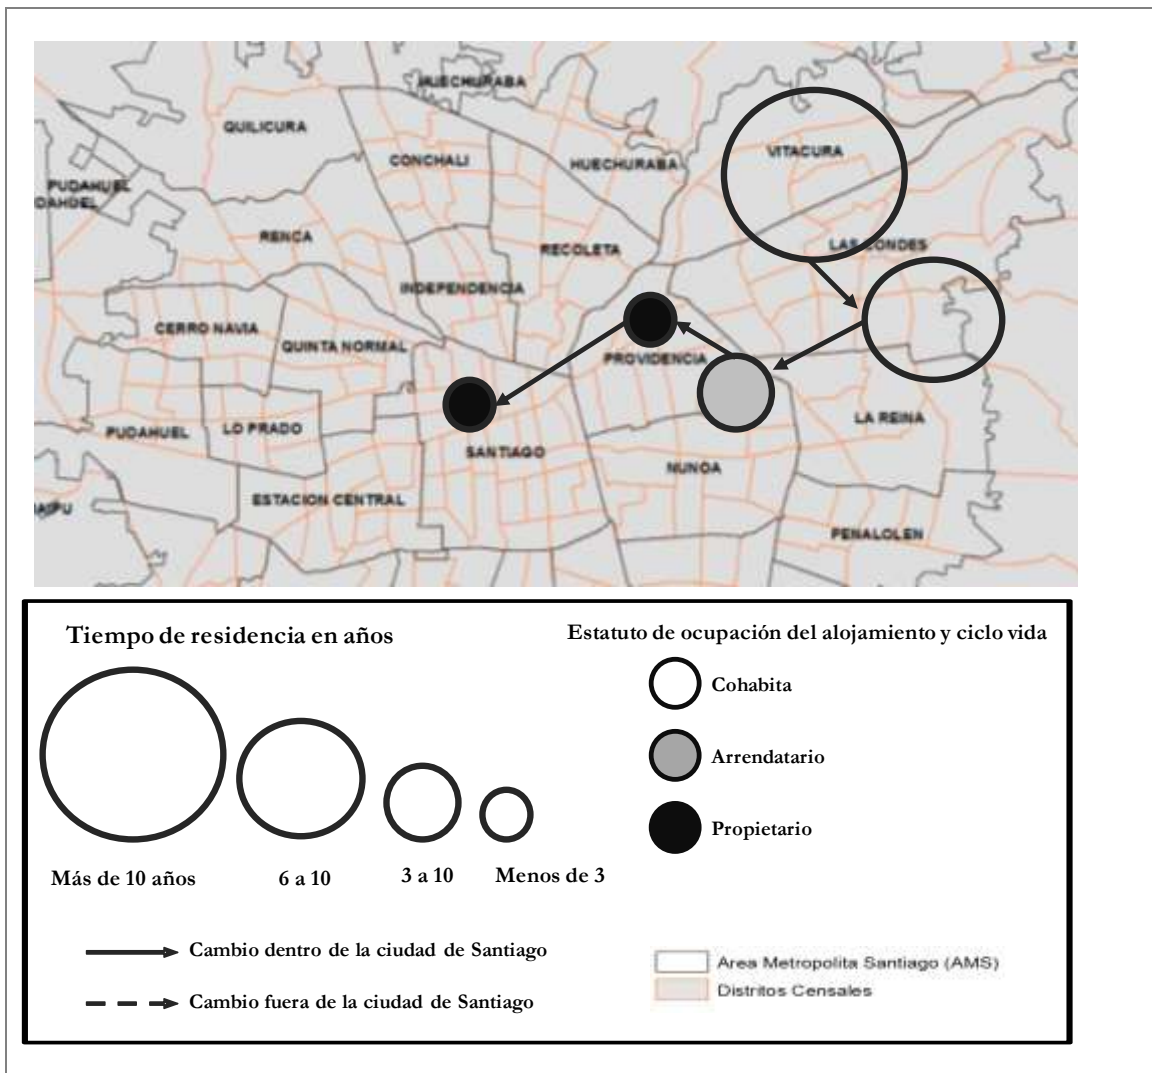 HUECHURABA
QUILICURA
VITACURA
CONCHALI
HUECHURABA
PUDAHUEL
DAHUEL
LAS CONDES
RENCA
RECOLETA
INDEPENDENCIA
CERRO NAVIA
QUINTA NORMAL
PROVIDENCIA
LA REINA
PUDAHUEL
LO PRADO
SANTIAGO
NUNOA
ESTACION CENTRAL
AIPU
PENALOLEN
Tiempo de residencia en años
Más de 10 años
6 a 10
3 a 10
Menos de 3
Estatuto de ocupación del alojamiento y ciclo vida
Cohabita
Arrendatario
Propietario
Cambio dentro de la ciudad de Santiago
Cambio fuera de la ciudad de Santiago
Area Metropolita Santiago (AMS)
Distritos Censales